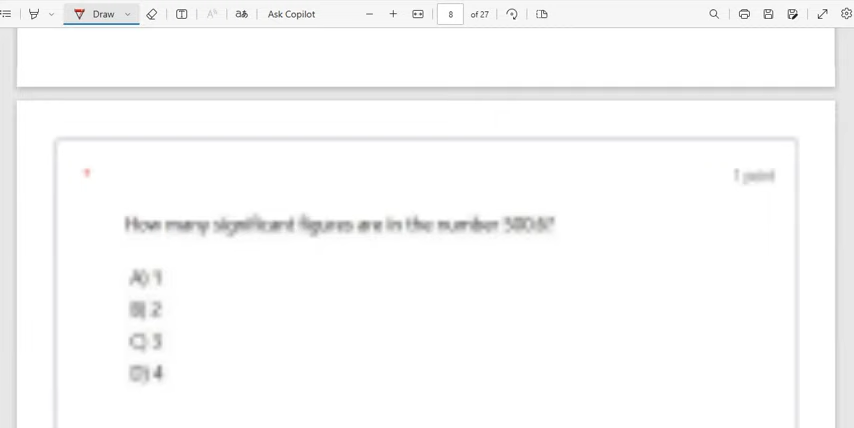 Draw
Ask Copilot
8 of 27
*
1 point
How many significant figures are in the number
A) 1
B) 2
C) 3
D) 4